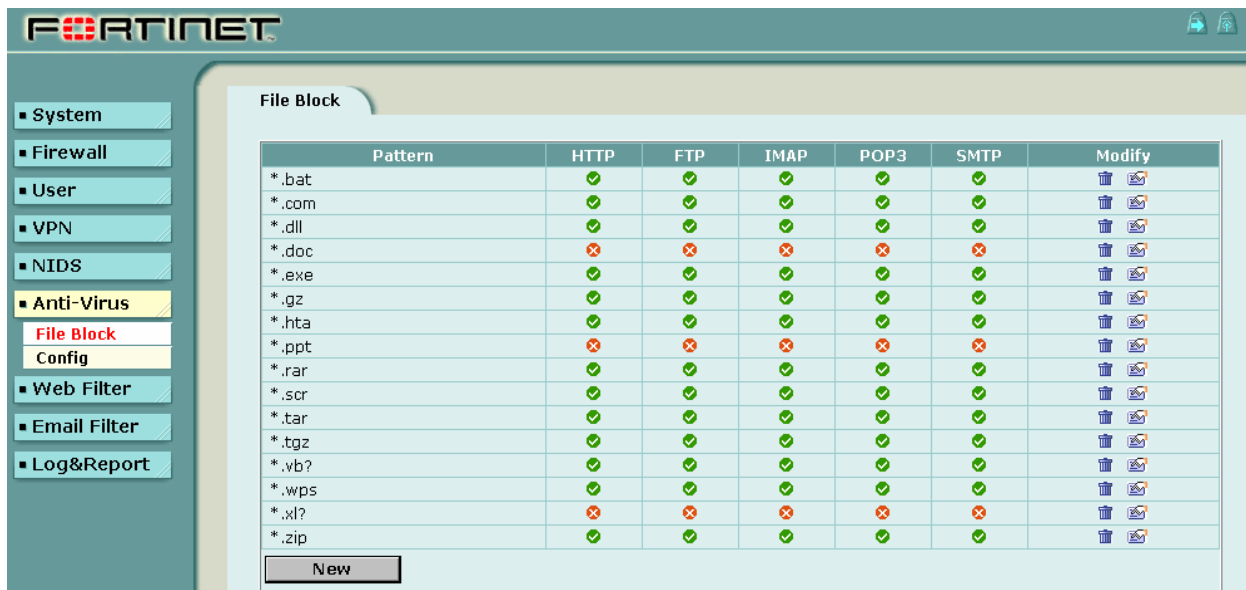 FORTINET
System
Firewall
User
VPN
NIDS
Anti-Virus
File Block
Config
Web Filter
Email Filter
Log&Report
File Block
Pattern HTTP FTP IMAP POP3 SMTP Modify
*.bat
*.com
*.dll
*.doc
*.exe
*.gz
*.hta
*.ppt
*.rar
*.scr
*.tar
*.tgz
*.vb?
*.wps
*.xl?
*.zip
New